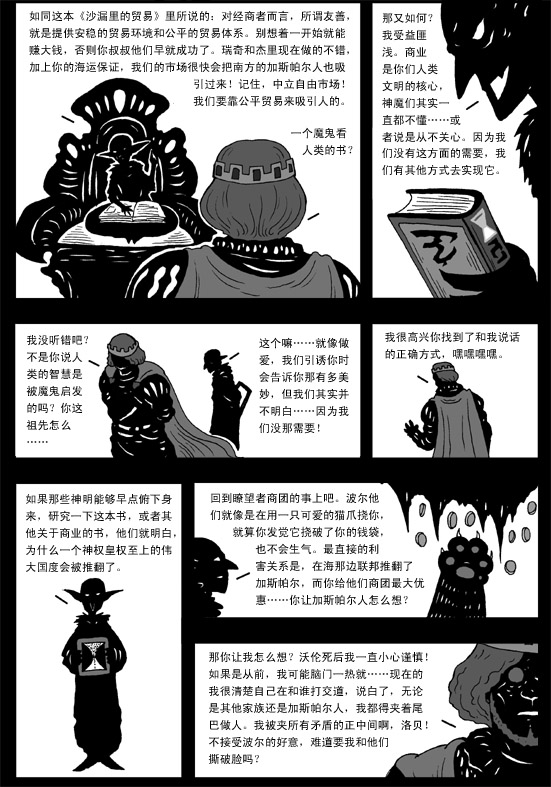 如同这本《沙漏里的贸易》里所说的：对经商者而言，所谓友善，
就是提供安稳的贸易环境和公平的贸易体系。别想着一开始就能
赚大钱，否则你叔叔他们早就成功了。瑞奇和杰里现在做的不错，
加上你的海运保证，我们的市场很快会把南方的加斯帕尔人也吸
引过来！记住，中立自由市场！
我们要靠公平贸易来吸引人的。
一个魔鬼看
人类的书？
那又如何？
我受益匪
浅。商业
是你们人类
文明的核心，
神魔们其实一
直都不懂……或
者说是从不关心。因为我
们没有这方面的需要，我
们有其他方式去实现它。
我没听错吧？
不是你说人
类的智慧是
被魔鬼启发
的吗？你这
祖先怎么
……
这个嘛……就像做
爱，我们引诱你时
会告诉你那有多美
妙，但我们其实并
不明白……因为我
们没那需要！
我很高兴你找到了和我说话
的正确方式，嘿嘿嘿嘿。
如果那些神明能够早点俯下身
来，研究一下这本书，或者其
他关于商业的书，他们就明白，
为什么一个神权皇权至上的伟
大国度会被推翻了。
回到瞭望者商团的事上吧。波尔他
们就像是在用一只可爱的猫爪挠你，
就算你发觉它挠破了你的钱袋，
也不会生气。最直接的利
害关系是，在海那边联邦推翻了
加斯帕尔，而你给他们商团最大优
惠……你让加斯帕尔人怎么想？
那你让我怎么想？沃伦死后我一直小心谨慎！
如果是从前，我可能脑门一热就……现在的
我很清楚自己在和谁打交道，说白了，无论
是其他家族还是加斯帕尔人，我都得夹着尾
巴做人。我被夹所有矛盾的正中间啊，洛贝！
不接受波尔的好意，难道要我和他们
撕破脸吗？